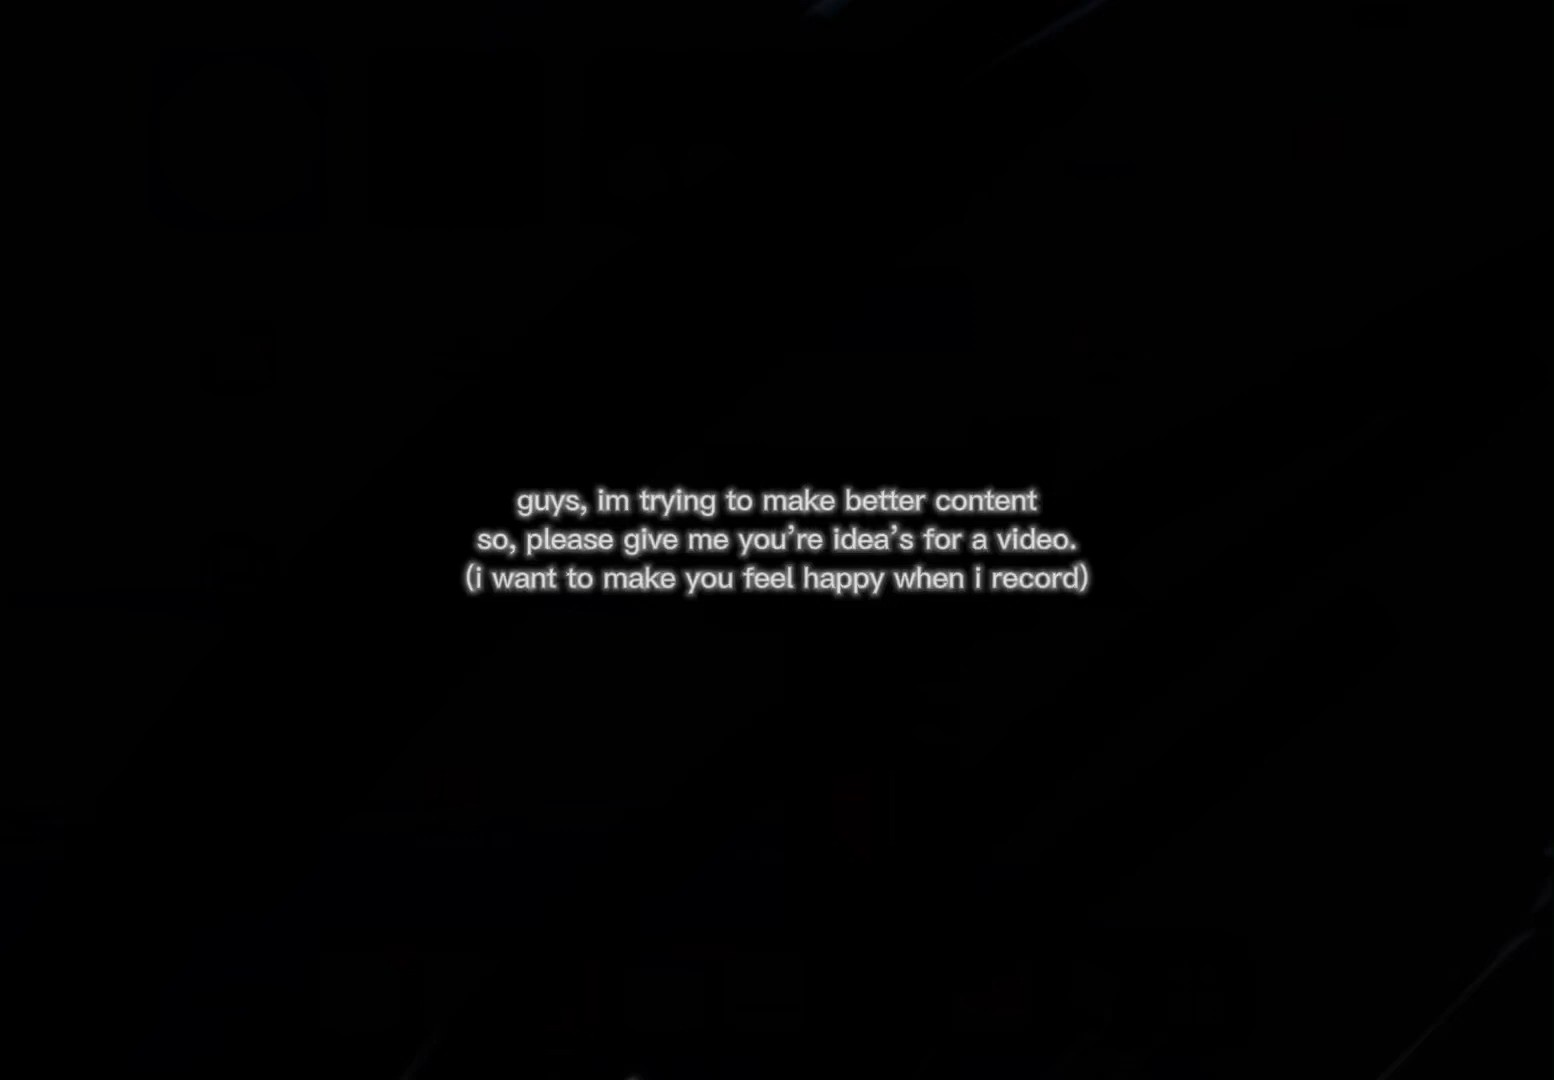 guys, im trying to make better content
so, please give me you’re idea’s for a video.
(i want to make you feel happy when i record)